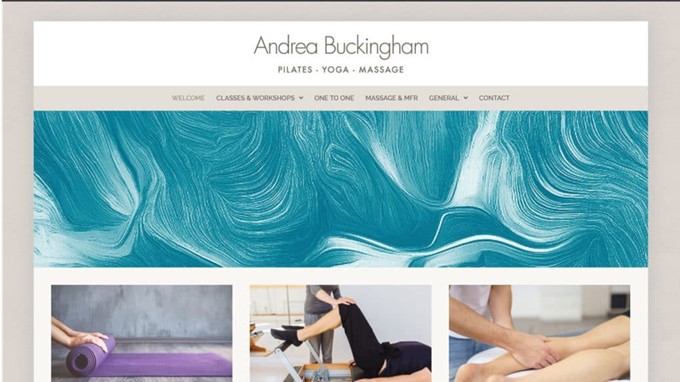 Andrea Buckingham
PILATES - YOGA - MASSAGE
WELCOME CLASSES & WORKSHOPS ONE TO ONE MASSAGE & MFR GENERAL CONTACT